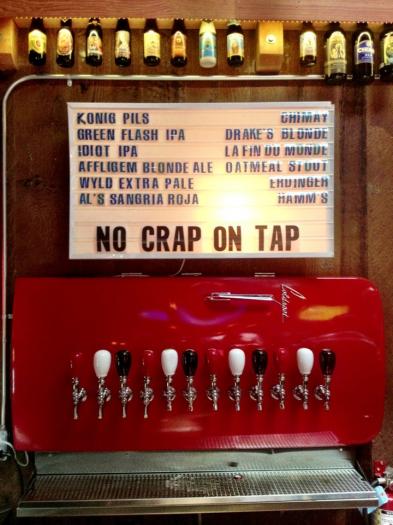 KONIG PILS CHIMAY
GREEN FLASH IPA DRAKE'S BLONDE
IDIOT IPA LA FIN DU MONDE
AFFLIGEM BLONDE ALE OATMEAL STOUT
WYLD EXTRA PALE ERDINGER
AL'S SANGRIA ROJA HAMM'S
NO CRAP ON TAP